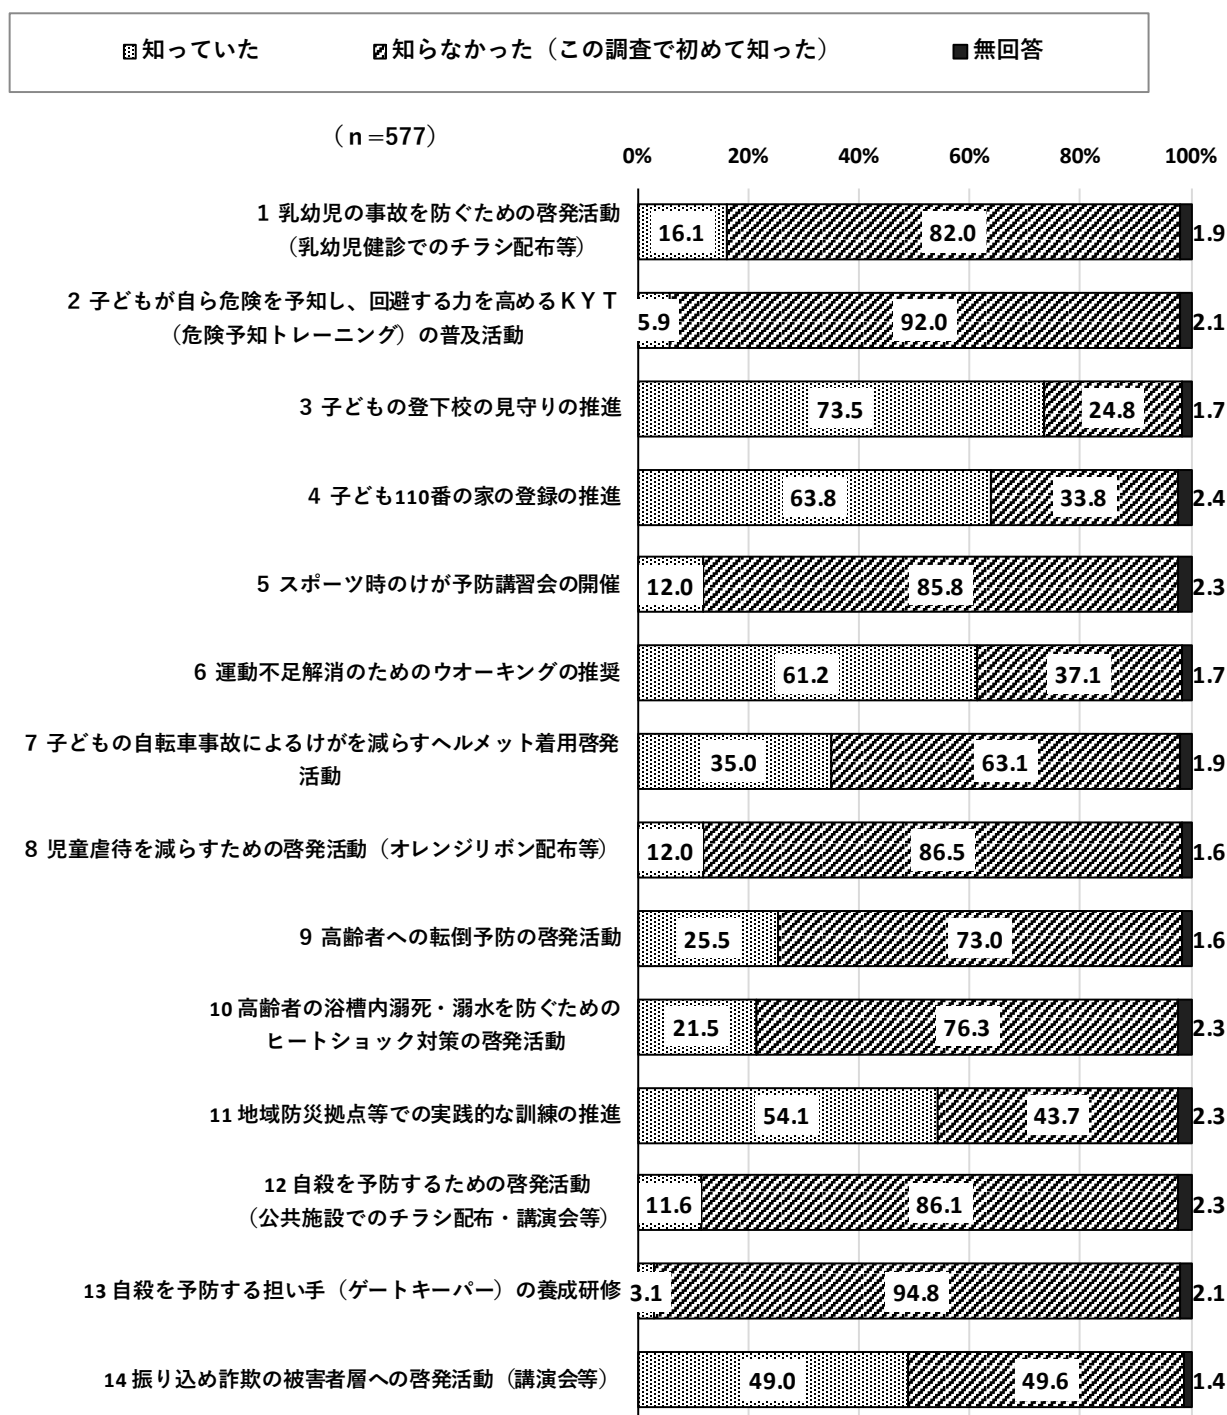 知っていた 知らなかった（この調査で初めて知った） 無回答
（ｎ=577）
0% 20% 40% 60% 80% 100%
１ 乳幼児の事故を防ぐための啓発活動
（乳幼児健診でのチラシ配布等）
16.1 82.0 1.9
２ 子どもが自ら危険を予知し、回避する力を高めるＫＹＴ
（危険予知トレーニング）の普及活動
5.9 92.0 2.1
３ 子どもの登下校の見守りの推進
73.5 24.8 1.7
４ 子ども110番の家の登録の推進
63.8 33.8 2.4
５ スポーツ時のけが予防講習会の開催
12.0 85.8 2.3
６ 運動不足解消のためのウオーキングの推奨
61.2 37.1 1.7
７ 子どもの自転車事故によるけがを減らすヘルメット着用啓発
活動
35.0 63.1 1.9
８ 児童虐待を減らすための啓発活動（オレンジリボン配布等）
12.0 86.5 1.6
９ 高齢者への転倒予防の啓発活動
25.5 73.0 1.6
10 高齢者の浴槽内溺死・溺水を防ぐための
ヒートショック対策の啓発活動
21.5 76.3 2.3
11 地域防災拠点等での実践的な訓練の推進
54.1 43.7 2.3
12 自殺を予防するための啓発活動
（公共施設でのチラシ配布・講演会等）
11.6 86.1 2.3
13 自殺を予防する担い手（ゲートキーパー）の養成研修
3.1 94.8 2.1
14 振り込め詐欺の被害者層への啓発活動（講演会等）
49.0 49.6 1.4